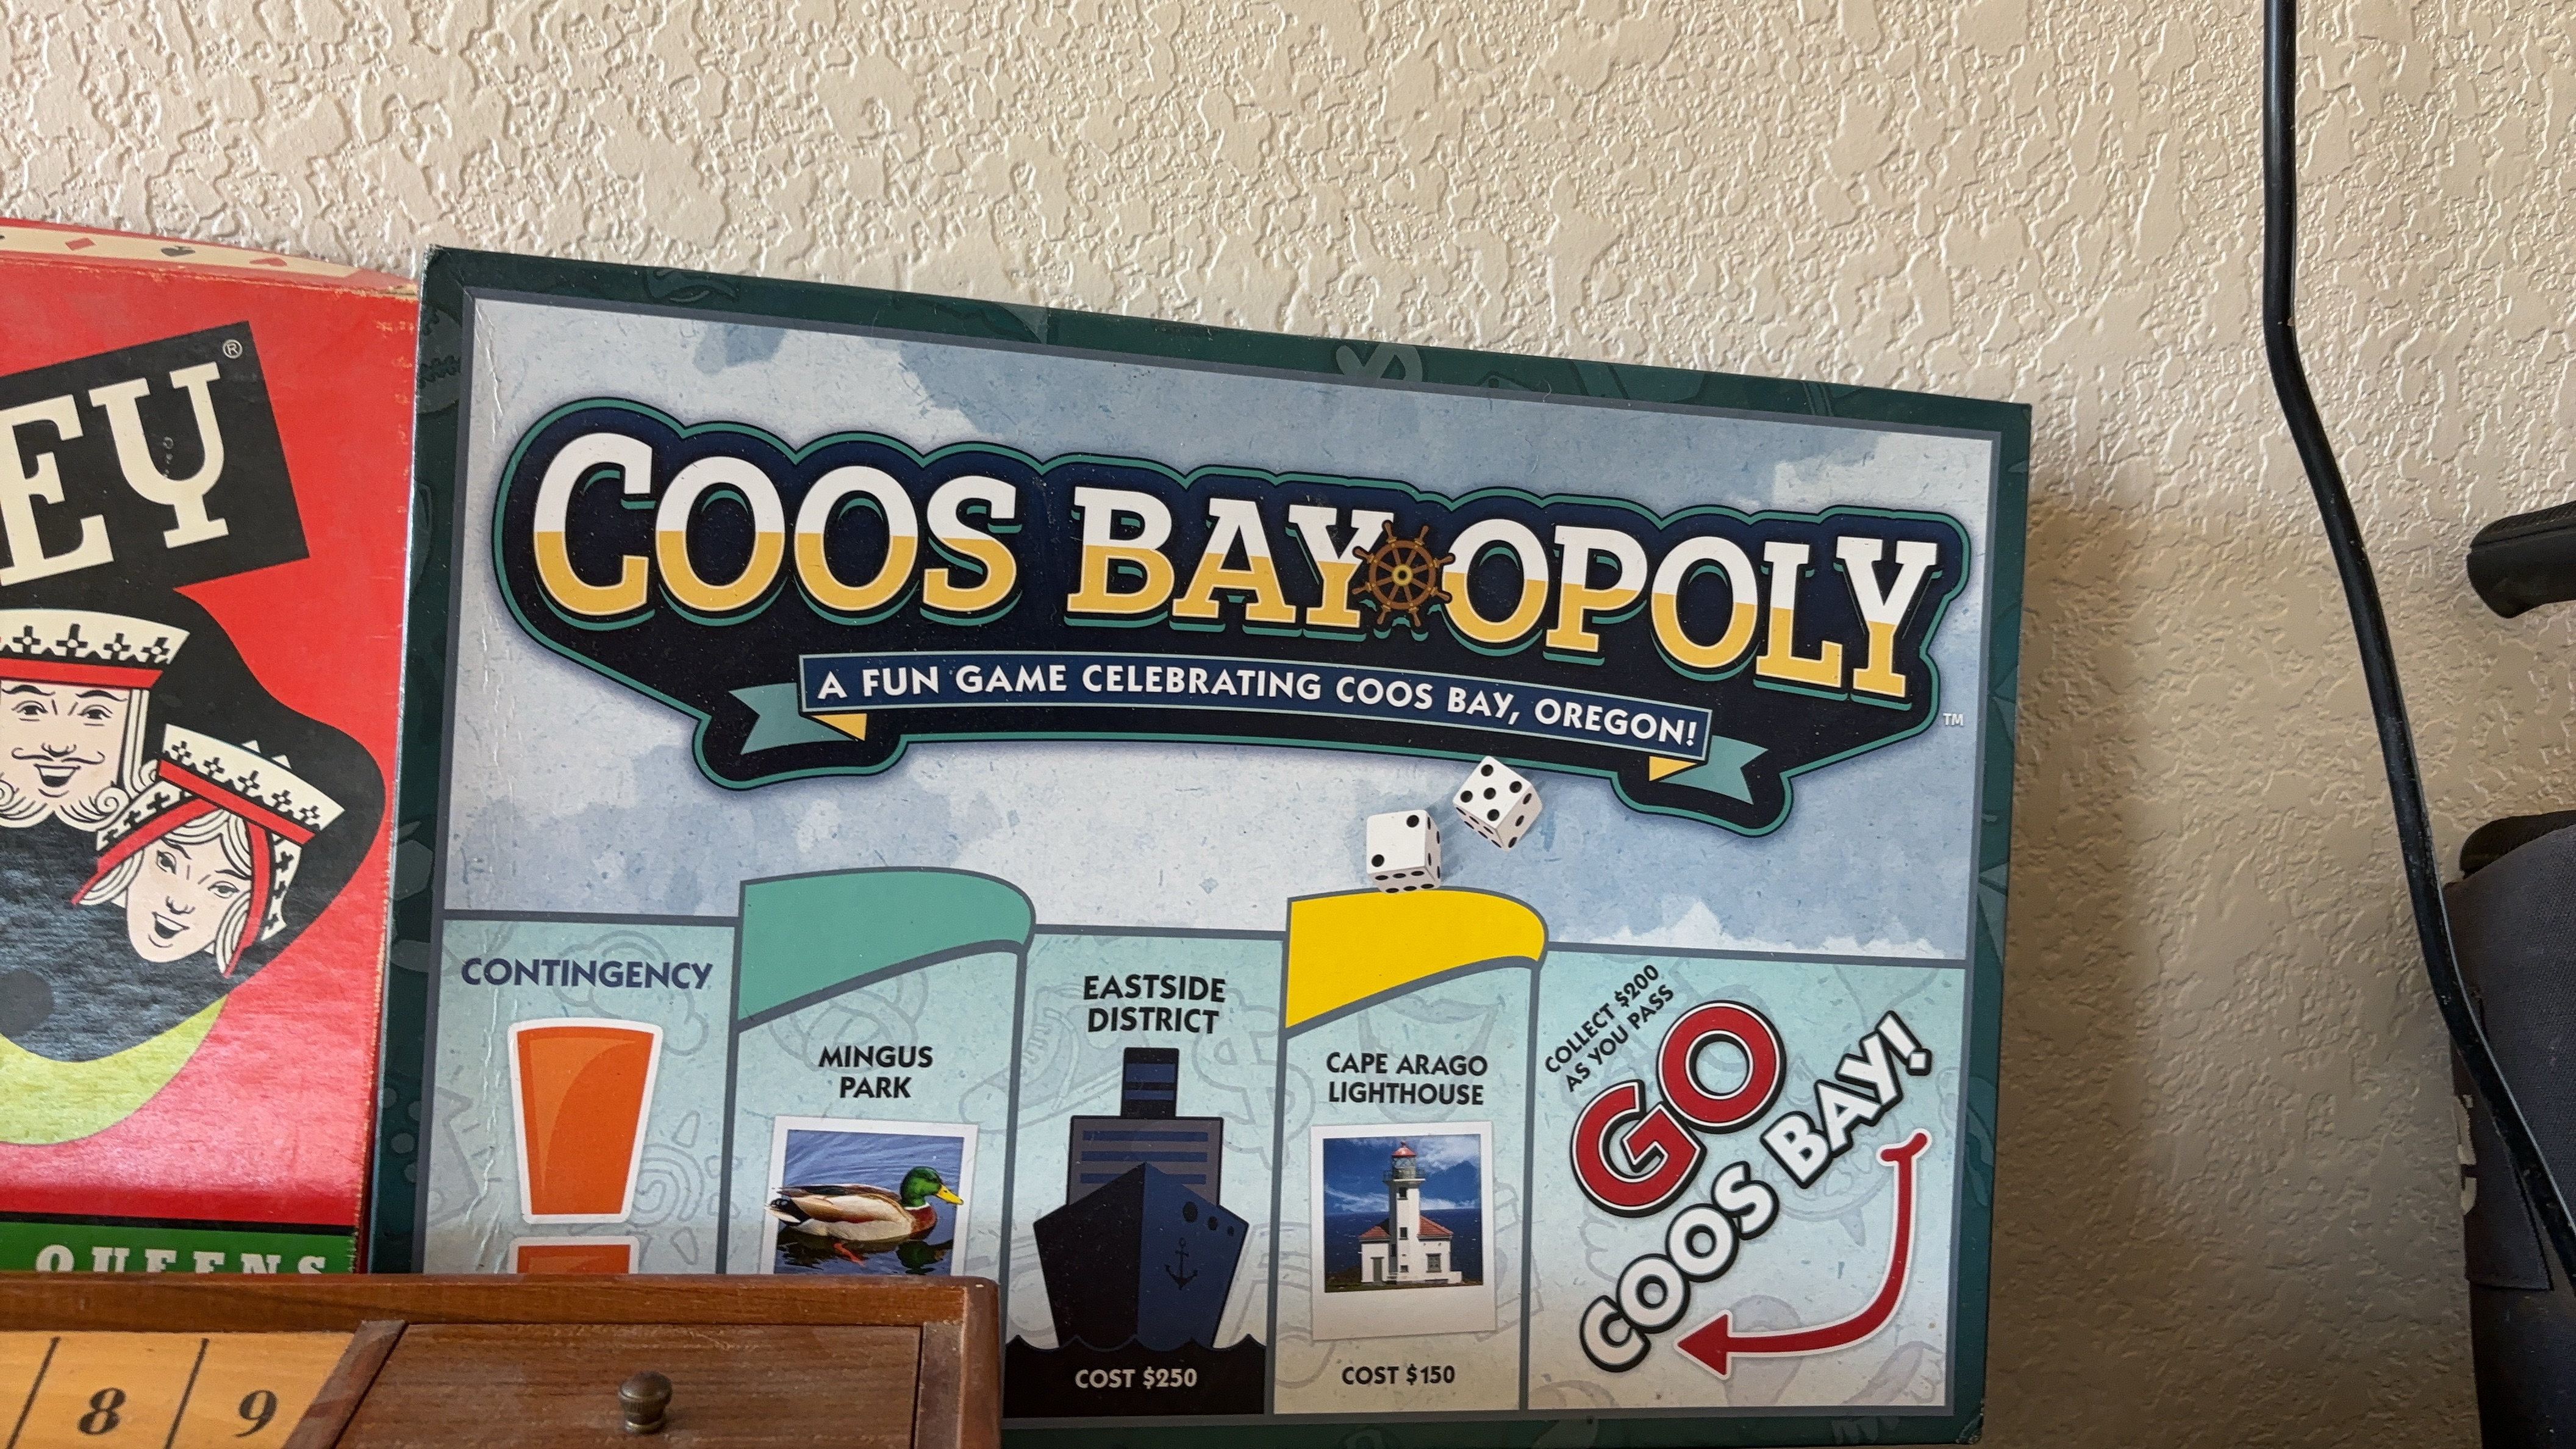 EY®
QUEENS
8 9
COOS BAY OPOLY
™
A FUN GAME CELEBRATING COOS BAY, OREGON!
CONTINGENCY
MINGUS
PARK
EASTSIDE
DISTRICT
COST $250
CAPE ARAGO
LIGHTHOUSE
COST $150
COLLECT $200
AS YOU PASS
GO
COOS BAY!